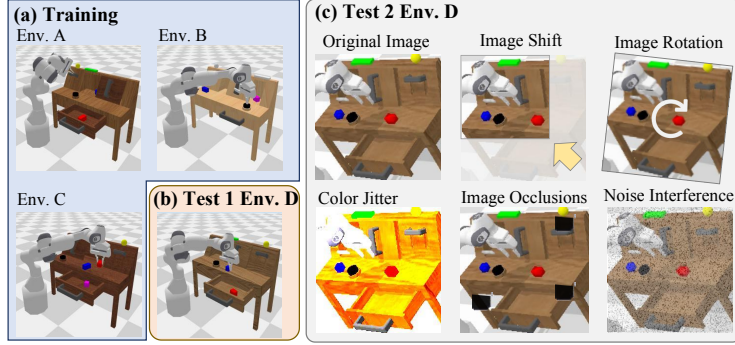 (a) Training
Env. A
Env. B
Env. C
(b) Test 1 Env. D
(c) Test 2 Env. D
Original Image
Image Shift
Image Rotation
Color Jitter
Image Occlusions
Noise Interference